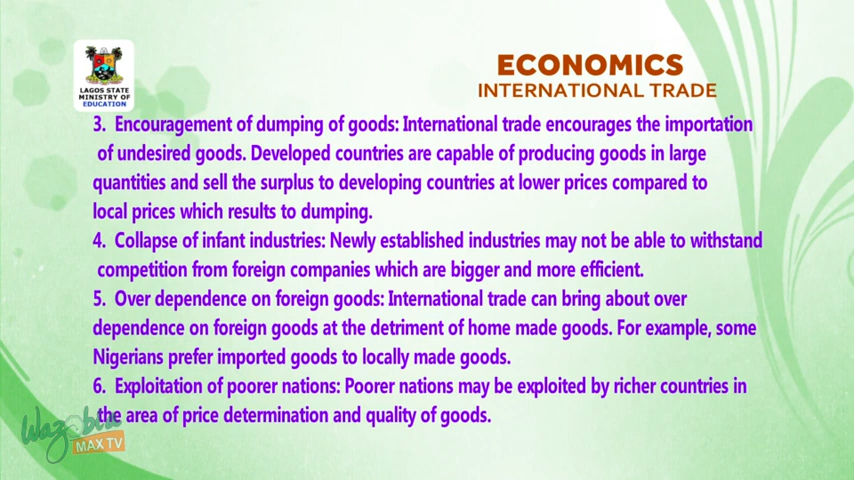 LAGOS STATE
MINISTRY OF
EDUCATION
ECONOMICS
INTERNATIONAL TRADE
3. Encouragement of dumping of goods: International trade encourages the importation
of undesired goods. Developed countries are capable of producing goods in large
quantities and sell the surplus to developing countries at lower prices compared to
local prices which results to dumping.
4. Collapse of infant industries: Newly established industries may not be able to withstand
competition from foreign companies which are bigger and more efficient.
5. Over dependence on foreign goods: International trade can bring about over
dependence on foreign goods at the detriment of home made goods. For example, some
Nigerians prefer imported goods to locally made goods.
6. Exploitation of poorer nations: Poorer nations may be exploited by richer countries in
the area of price determination and quality of goods.
Wazobia
MAX TV